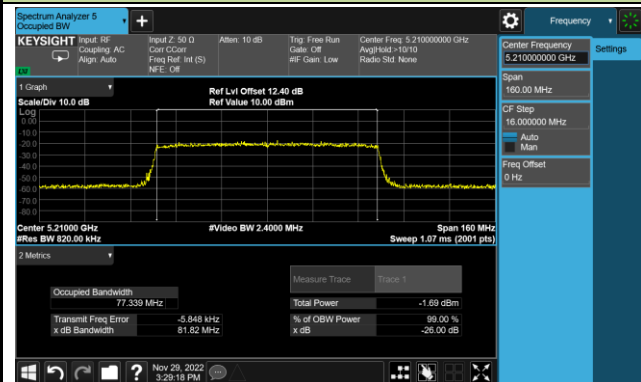 Spectrum Analyzer 5
Occupied BW
Frequency
KEYSIGHT Input: RF
Coupling: AC
Align: Auto
Input Z: 50 Ω
Corr CCorr
Freq Ref: Int (S)
NFE: Off
Atten: 10 dB
Trig: Free Run
Gate: Off
#IF Gain: Low
Center Freq: 5.210000000 GHz
Avg|Hold:>10/10
Radio Std: None
Center Frequency
5.210000000 GHz
Settings
Span
160.00 MHz
CF Step
16.000000 MHz
Auto
Man
Freq Offset
0 Hz
1 Graph
Scale/Div 10.0 dB
Ref Lvl Offset 12.40 dB
Ref Value 10.00 dBm
Log
0.00
-10.0
-20.0
-30.0
-40.0
-50.0
-60.0
-70.0
-80.0
Center 5.21000 GHz
#Video BW 2.4000 MHz
Span 160 MHz
#Res BW 820.00 kHz
Sweep 1.07 ms (2001 pts)
2 Metrics
Measure Trace
Trace 1
Occupied Bandwidth
77.339 MHz
Total Power
-1.69 dBm
Transmit Freq Error
-5.848 kHz
% of OBW Power
99.00 %
x dB Bandwidth
81.82 MHz
x dB
-26.00 dB
?
Nov 29, 2022
3:29:18 PM